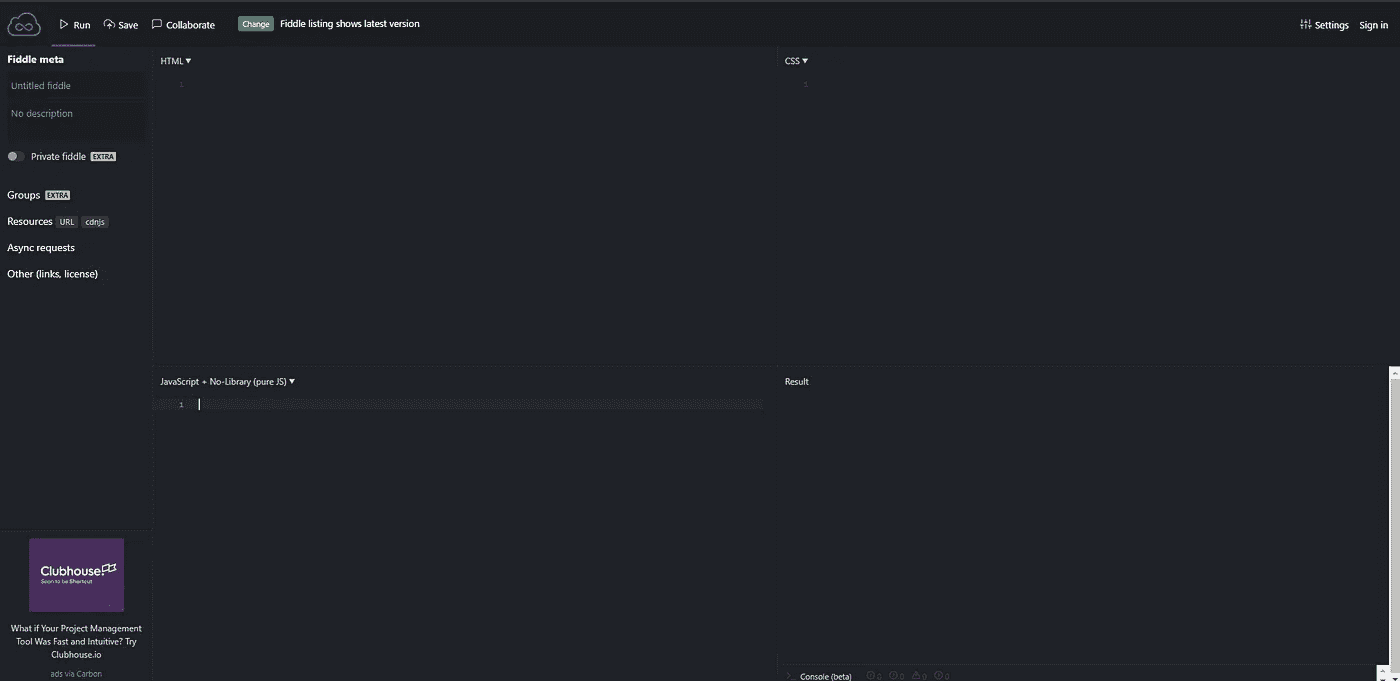 Run Save Collaborate Change Fiddle listing shows latest version Settings Sign in
Fiddle meta
Untitled fiddle
No description
Private fiddle EXTRA
Groups EXTRA
Resources URL cdnjs
Async requests
Other (links, license)
HTML ▼
1
CSS ▼
1
JavaScript + No-Library (pure JS) ▼
1
Result
Clubhouse
Soon to be Shortcut
What if Your Project Management
Tool Was Fast and Intuitive? Try
Clubhouse.io
ads via Carbon
>_ Console (beta) 0 0 0 0